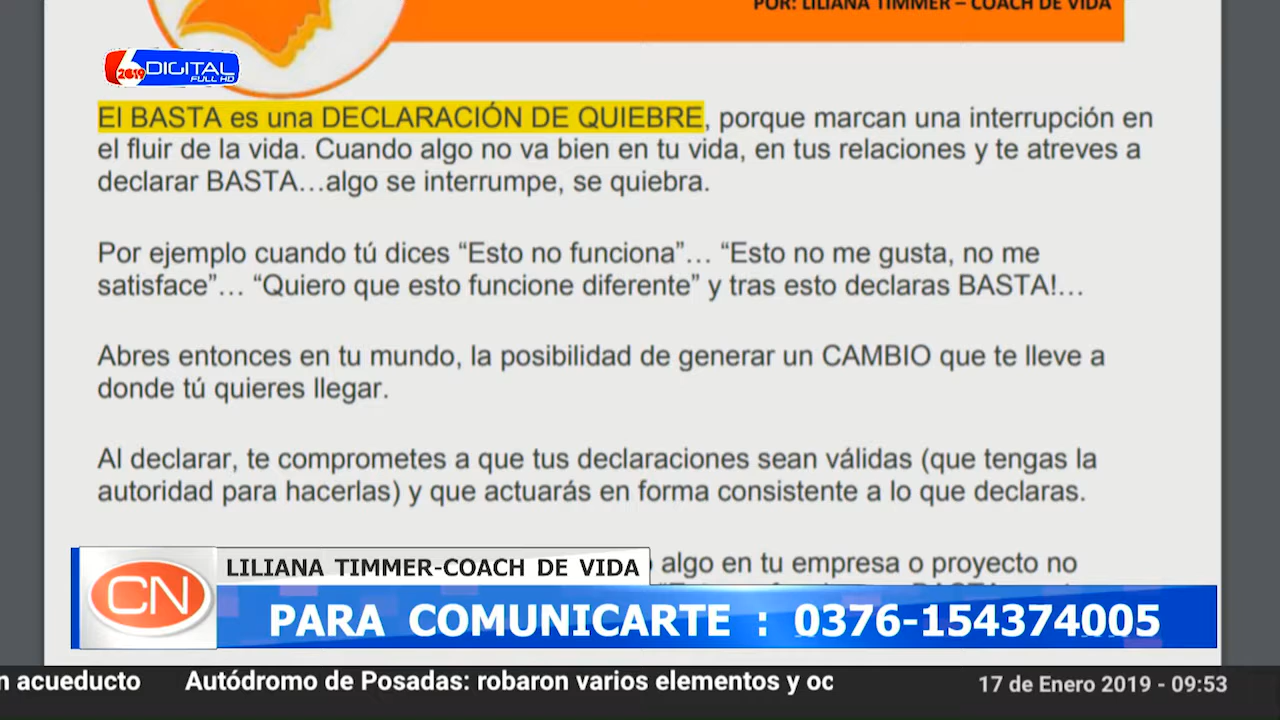 POR: LILIANA TIMMER – COACH DE VIDA
6
2019 DIGITAL
FULL HD
El BASTA es una DECLARACIÓN DE QUIEBRE, porque marcan una interrupción en
el fluir de la vida. Cuando algo no va bien en tu vida, en tus relaciones y te atreves a
declarar BASTA…algo se interrumpe, se quiebra.
Por ejemplo cuando tú dices “Esto no funciona”… “Esto no me gusta, no me
satisface”… “Quiero que esto funcione diferente” y tras esto declaras BASTA!…
Abres entonces en tu mundo, la posibilidad de generar un CAMBIO que te lleve a
donde tú quieres llegar.
Al declarar, te comprometes a que tus declaraciones sean válidas (que tengas la
autoridad para hacerlas) y que actuarás en forma consistente a lo que declaras.
algo en tu empresa o proyecto no
CN
LILIANA TIMMER-COACH DE VIDA
PARA COMUNICARTE : 0376-154374005
n acueducto Autódromo de Posadas: robaron varios elementos y oc
17 de Enero 2019 - 09:53